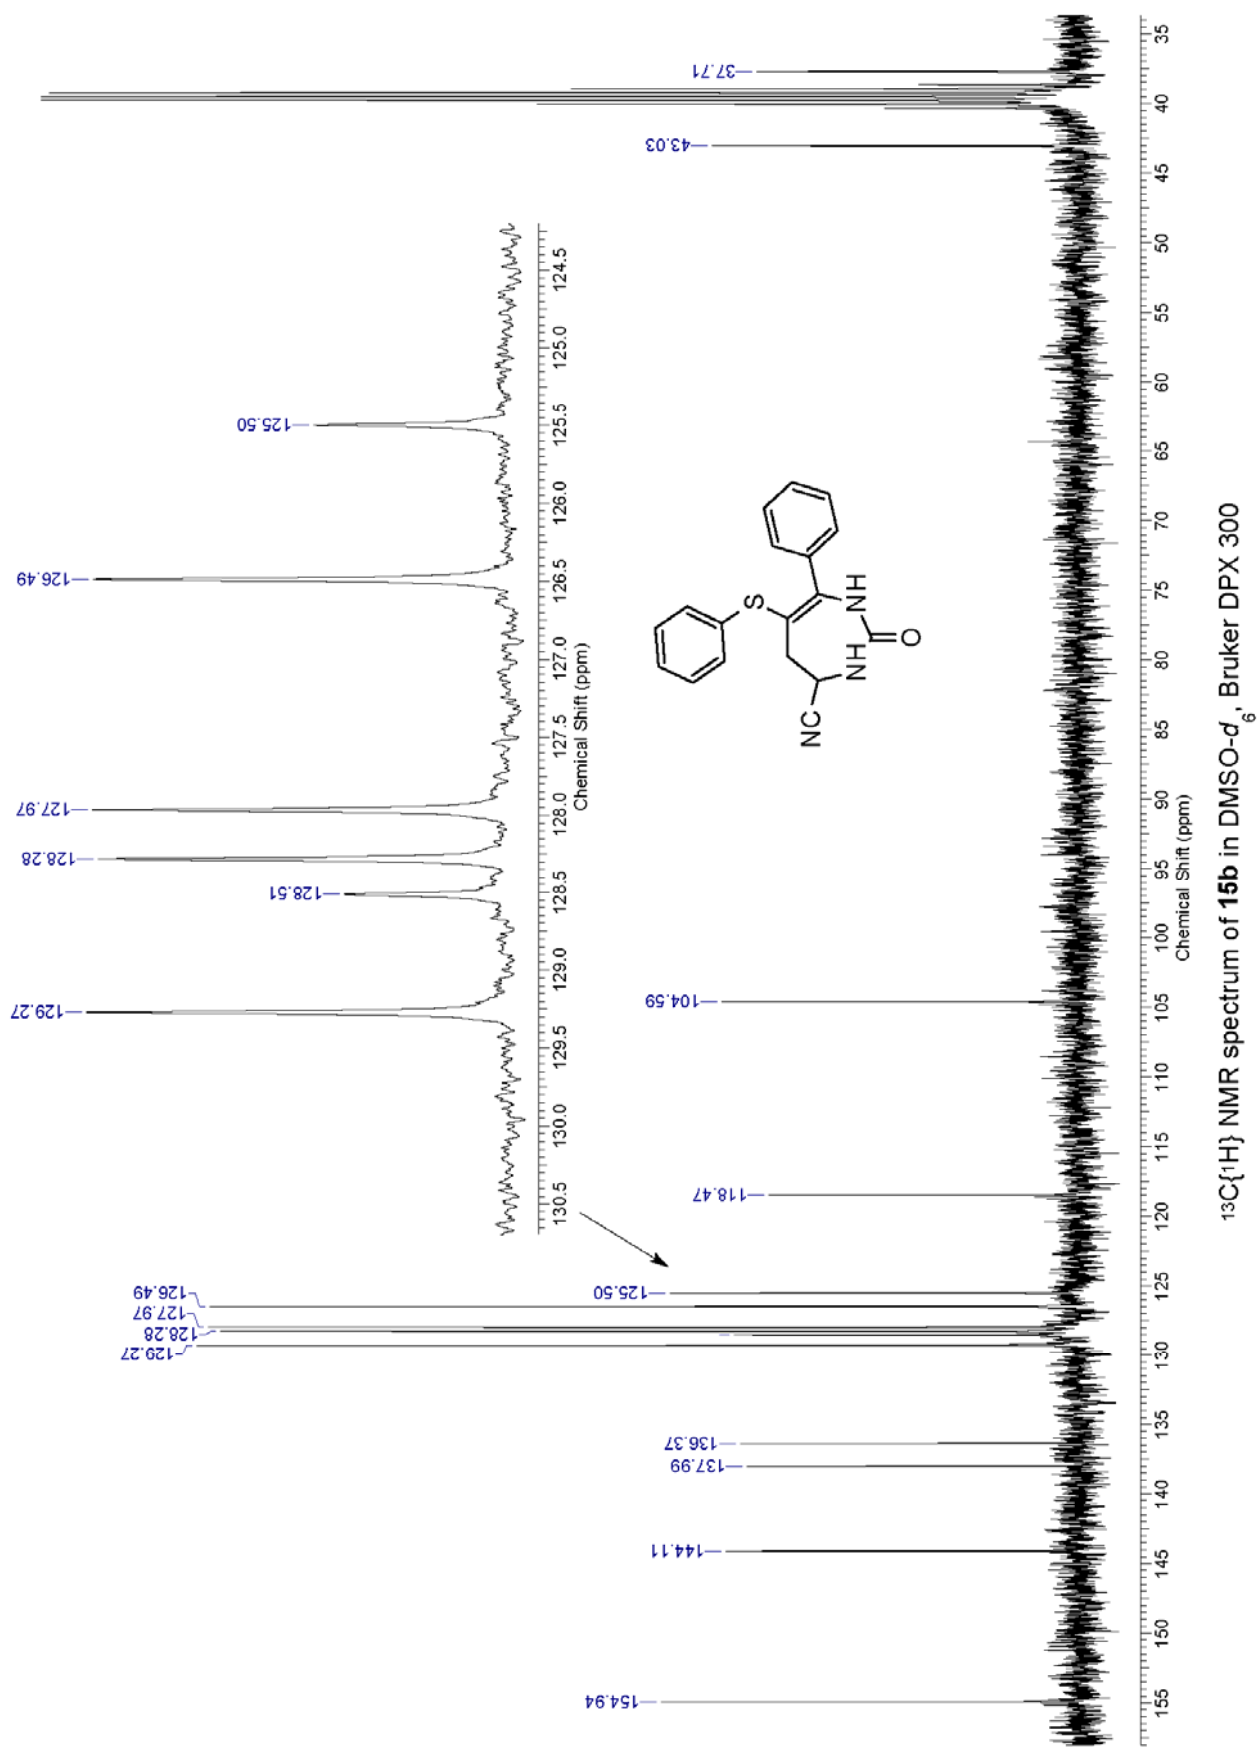 129.27
128.51
128.28
127.97
126.49
125.50
130.5 130.0 129.5 129.0 128.5 128.0 127.5 127.0 126.5 126.0 125.5 125.0 124.5
Chemical Shift (ppm)
S
NC
NH
NH
O
154.94
144.11
137.99
136.37
129.27
128.28
127.97
126.49
125.50
118.47
104.59
43.03
37.71
155 150 145 140 135 130 125 120 115 110 105 100 95 90 85 80 75 70 65 60 55 50 45 40 35
Chemical Shift (ppm)
13C{1H} NMR spectrum of 15b in DMSO-d6, Bruker DPX 300